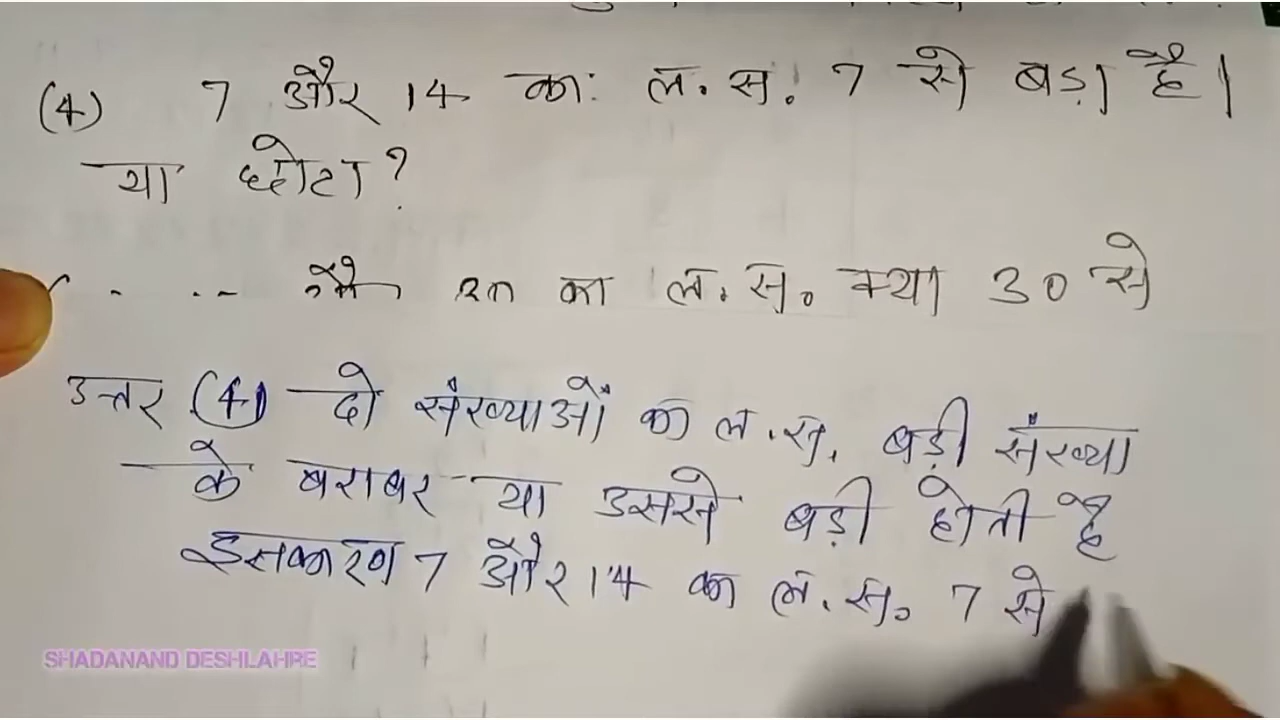 (4) 7 और 14 का ल.स. 7 से बड़ा है।
या छोटा?
का ल.स. क्या 30 से
उत्तर (4) दो संख्याओं का ल.स. बड़ी संख्या
के बराबर या उससे बड़ी होती है
इसकारण 7 और 14 का ल.स. 7 से
SHADANAND DESHLAHRE